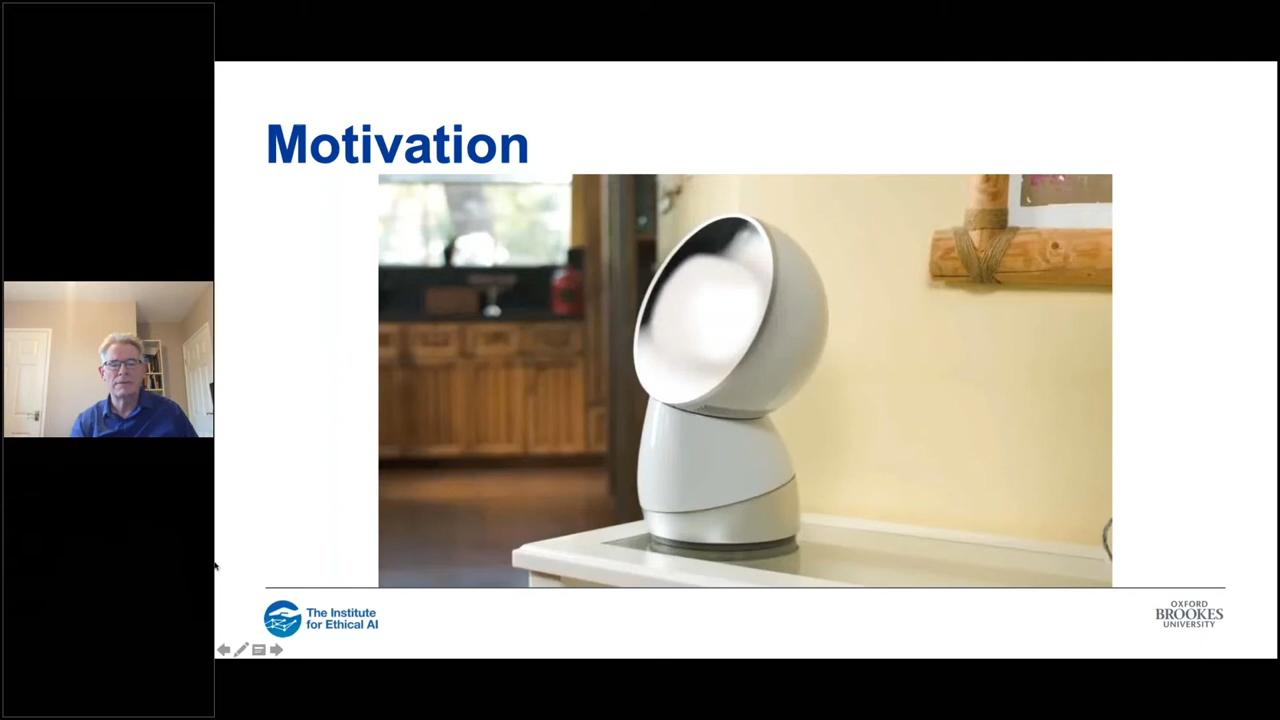 Motivation
The Institute
for Ethical AI
OXFORD
BROOKES
UNIVERSITY